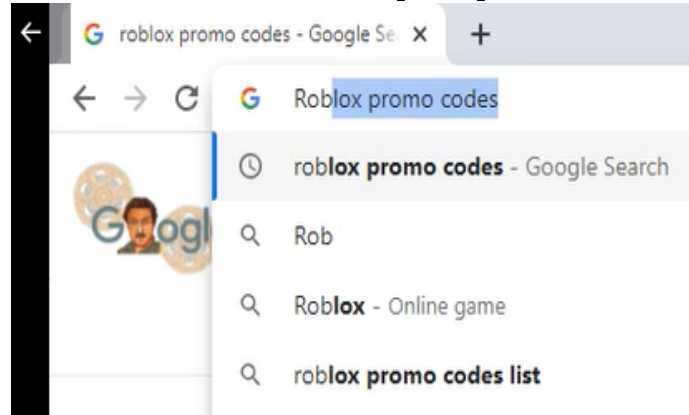 roblox promo codes - Google Se
Roblox promo codes
roblox promo codes - Google Search
Googl
Rob
Roblox - Online game
roblox promo codes list